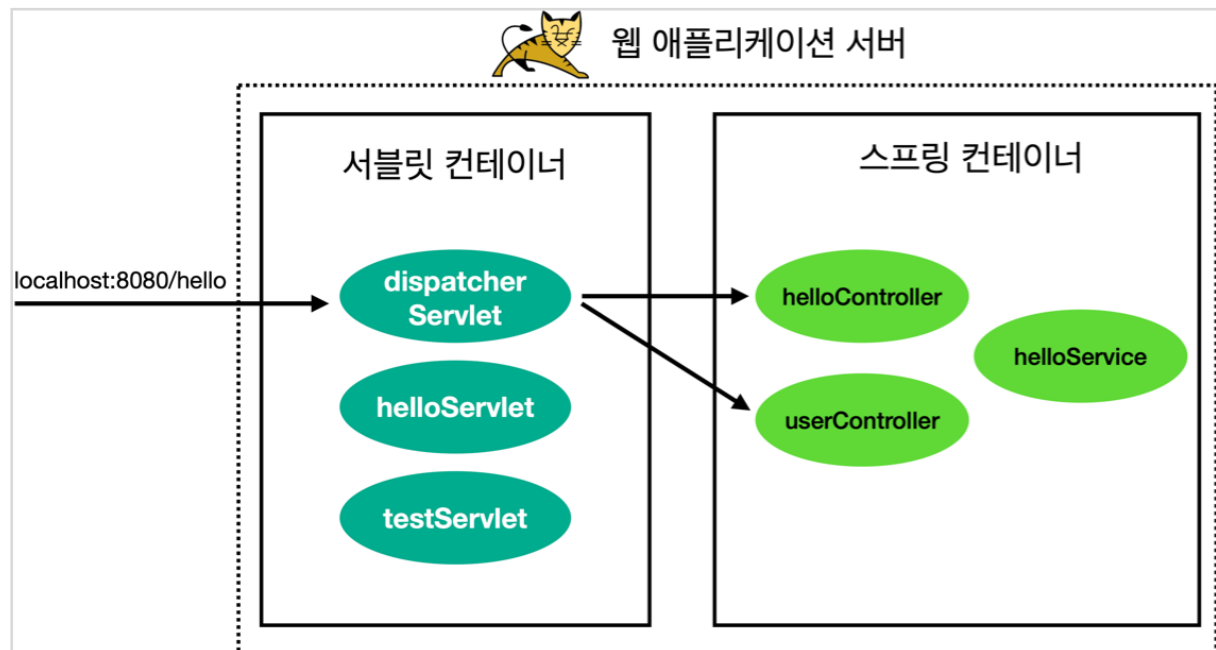 웹 애플리케이션 서버
서블릿 컨테이너
스프링 컨테이너
localhost:8080/hello
dispatcher
Servlet
helloController
helloService
helloServlet
userController
testServlet